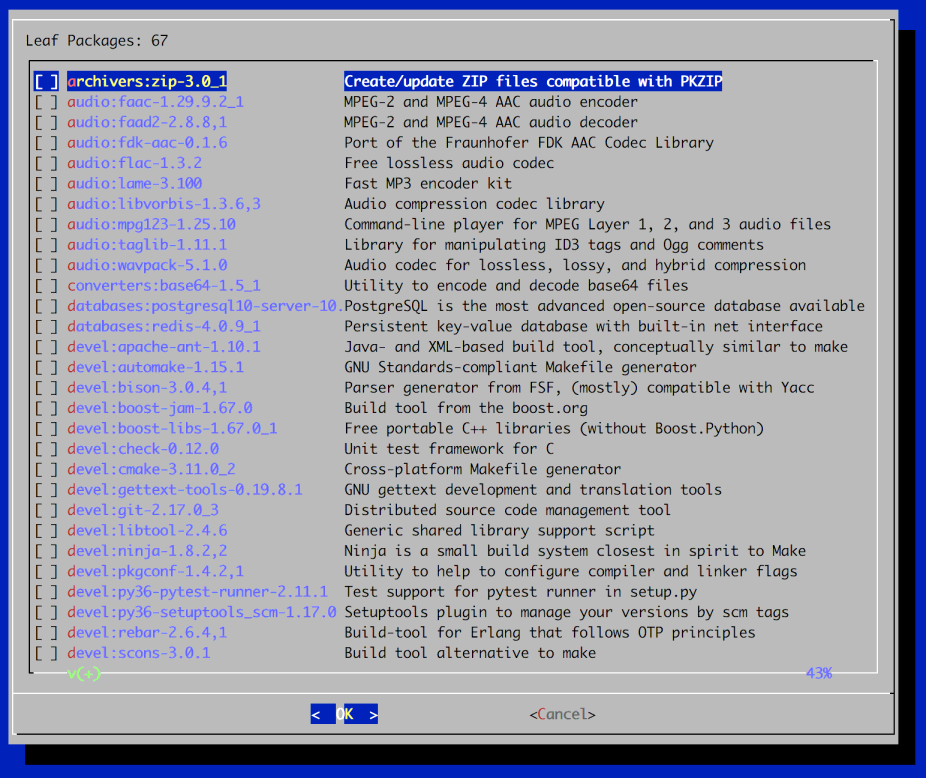 Leaf Packages: 67
[ ] archivers:zip-3.0_1 Create/update ZIP files compatible with PKZIP
[ ] audio:faac-1.29.9.2_1 MPEG-2 and MPEG-4 AAC audio encoder
[ ] audio:faad2-2.8.8,1 MPEG-2 and MPEG-4 AAC audio decoder
[ ] audio:fdk-aac-0.1.6 Port of the Fraunhofer FDK AAC Codec Library
[ ] audio:flac-1.3.2 Free lossless audio codec
[ ] audio:lame-3.100 Fast MP3 encoder kit
[ ] audio:libvorbis-1.3.6,3 Audio compression codec library
[ ] audio:mpg123-1.25.10 Command-line player for MPEG Layer 1, 2, and 3 audio files
[ ] audio:taglib-1.11.1 Library for manipulating ID3 tags and Ogg comments
[ ] audio:wavpack-5.1.0 Audio codec for lossless, lossy, and hybrid compression
[ ] converters:base64-1.5_1 Utility to encode and decode base64 files
[ ] databases:postgresql10-server-10.PostgreSQL is the most advanced open-source database available
[ ] databases:redis-4.0.9_1 Persistent key-value database with built-in net interface
[ ] devel:apache-ant-1.10.1 Java- and XML-based build tool, conceptually similar to make
[ ] devel:automake-1.15.1 GNU Standards-compliant Makefile generator
[ ] devel:bison-3.0.4,1 Parser generator from FSF, (mostly) compatible with Yacc
[ ] devel:boost-jam-1.67.0 Build tool from the boost.org
[ ] devel:boost-libs-1.67.0_1 Free portable C++ libraries (without Boost.Python)
[ ] devel:check-0.12.0 Unit test framework for C
[ ] devel:cmake-3.11.0_2 Cross-platform Makefile generator
[ ] devel:gettext-tools-0.19.8.1 GNU gettext development and translation tools
[ ] devel:git-2.17.0_3 Distributed source code management tool
[ ] devel:libtool-2.4.6 Generic shared library support script
[ ] devel:ninja-1.8.2,2 Ninja is a small build system closest in spirit to Make
[ ] devel:pkgconf-1.4.2,1 Utility to help to configure compiler and linker flags
[ ] devel:py36-pytest-runner-2.11.1 Test support for pytest runner in setup.py
[ ] devel:py36-setuptools_scm-1.17.0 Setuptools plugin to manage your versions by scm tags
[ ] devel:rebar-2.6.4,1 Build-tool for Erlang that follows OTP principles
[ ] devel:scons-3.0.1 Build tool alternative to make
v(+) 43%
< OK > <Cancel>